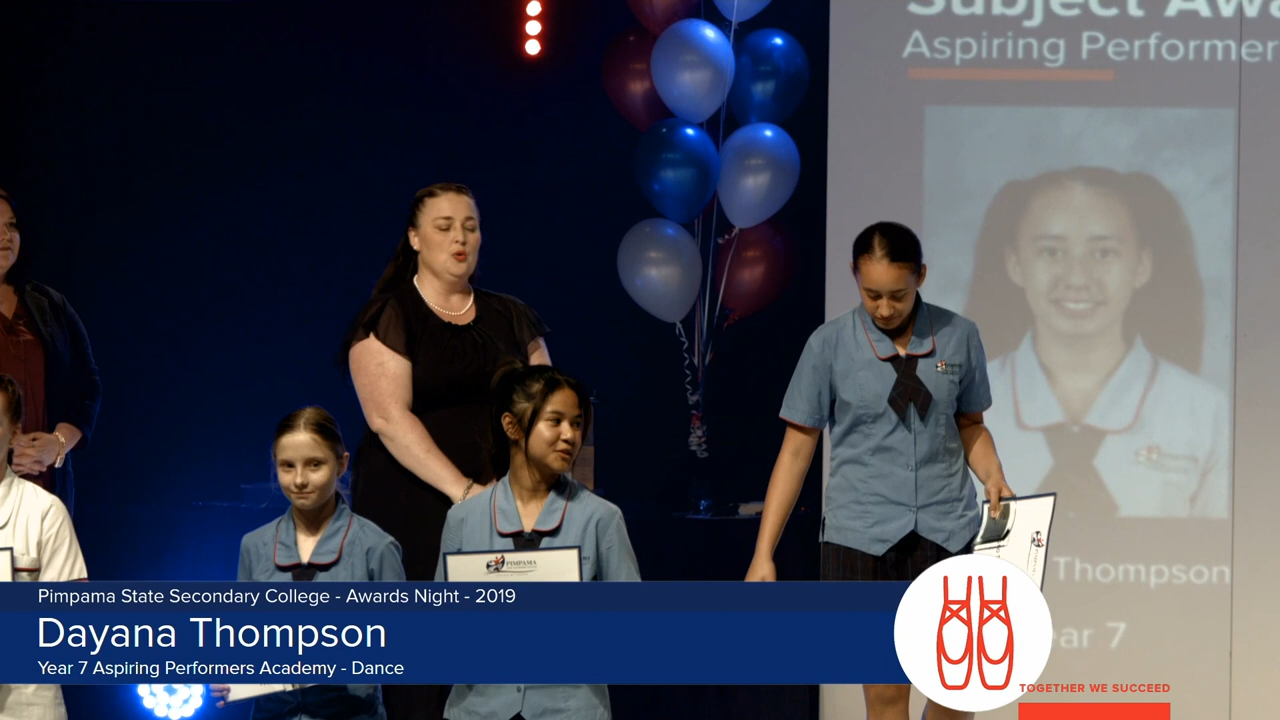 Subject Awa
Aspiring Performer
Thompson
ear 7
PIMPAMA
Pimpama State Secondary College - Awards Night - 2019
Dayana Thompson
Year 7 Aspiring Performers Academy - Dance
TOGETHER WE SUCCEED